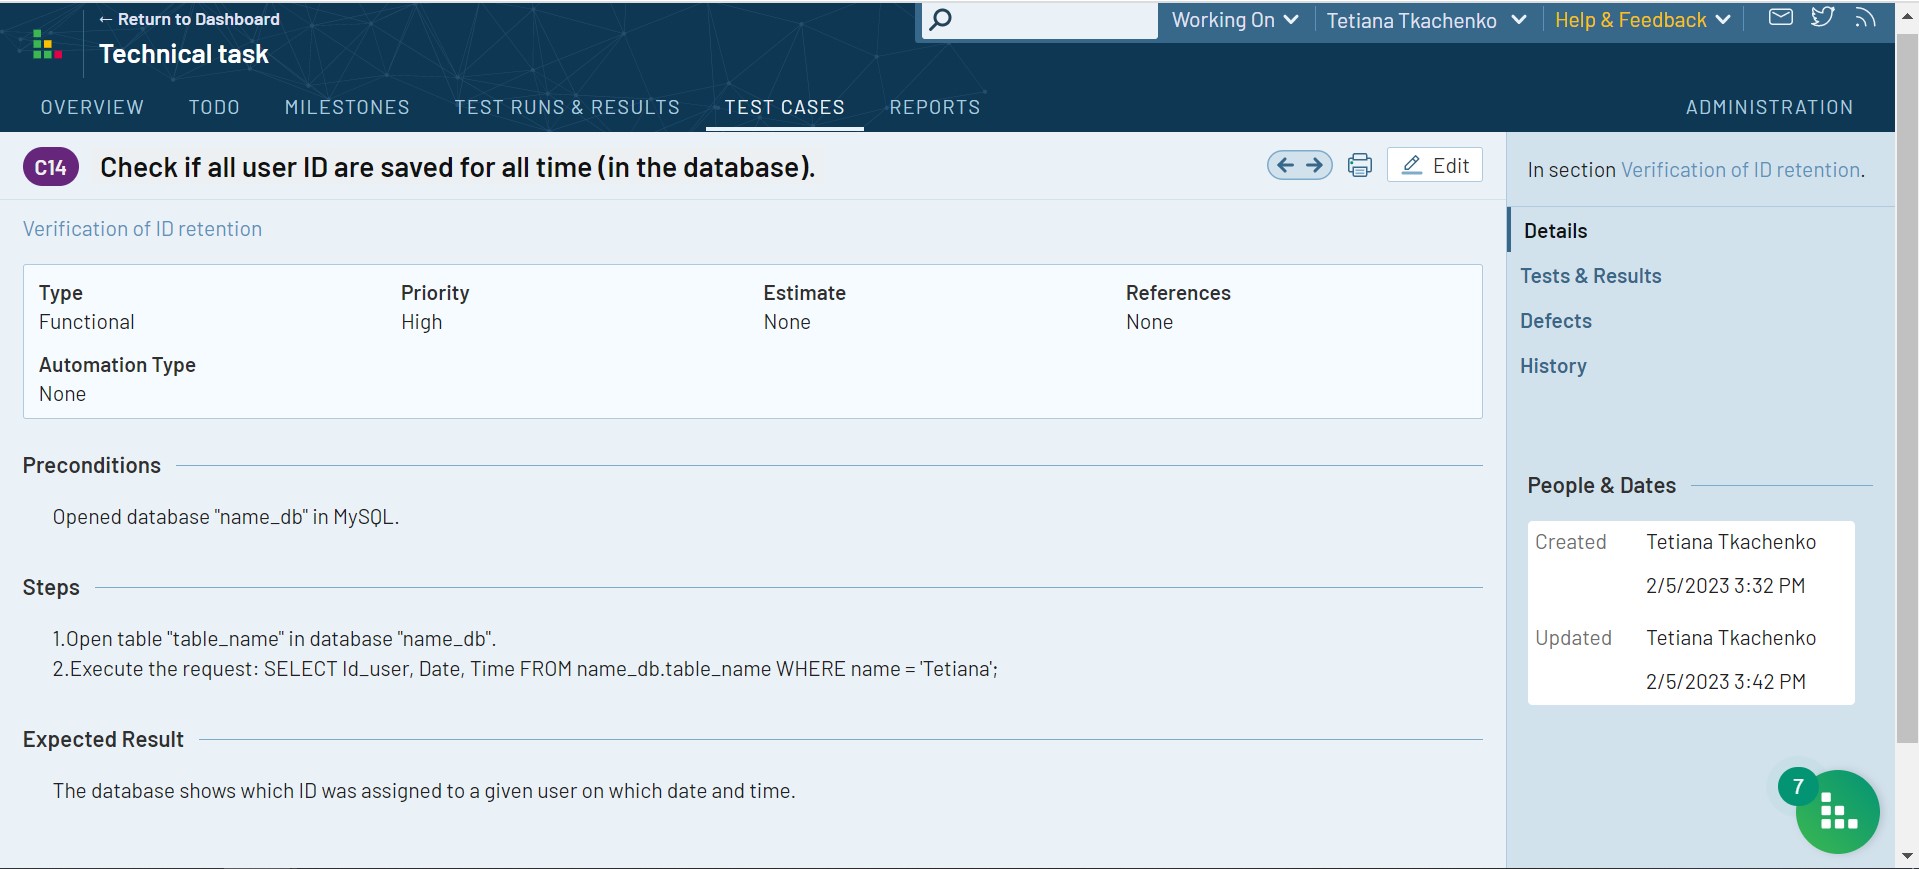 ← Return to Dashboard
Technical task
Working On
Tetiana Tkachenko
Help & Feedback
OVERVIEW
TODO
MILESTONES
TEST RUNS & RESULTS
TEST CASES
REPORTS
ADMINISTRATION
C14
Check if all user ID are saved for all time (in the database).
Edit
In section Verification of ID retention.
Verification of ID retention
Type
Functional
Priority
High
Estimate
None
References
None
Automation Type
None
Details
Tests & Results
Defects
History
Preconditions
Opened database "name_db" in MySQL.
Steps
1.Open table "table_name" in database "name_db".
2.Execute the request: SELECT Id_user, Date, Time FROM name_db.table_name WHERE name = 'Tetiana';
Expected Result
The database shows which ID was assigned to a given user on which date and time.
People & Dates
Created
Tetiana Tkachenko
2/5/2023 3:32 PM
Updated
Tetiana Tkachenko
2/5/2023 3:42 PM
7